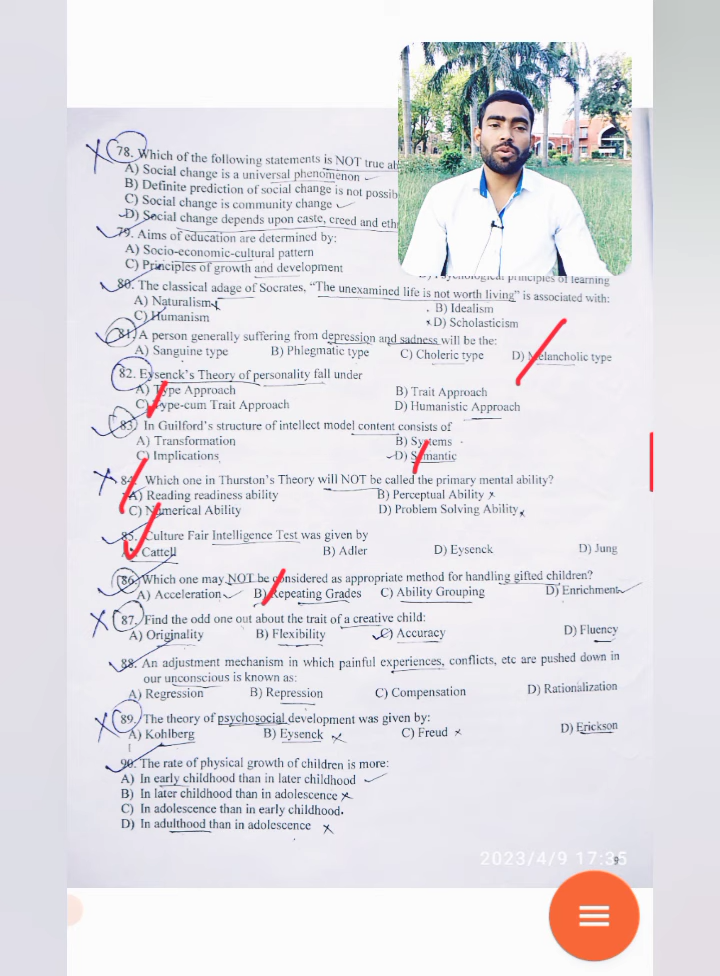 78. Which of the following statements is NOT true
A) Social change is a universal phenomenon
B) Definite prediction of social change is not
C) Social change is community change
D) Social change depends upon caste, creed and
79. Aims of education are determined by:
A) Socio-economic-cultural pattern
C) Principles of growth and development
principles of learning
80. The classical adage of Socrates, "The unexamined life is not worth living" is associated with:
A) Naturalism B) Idealism
C) Humanism D) Scholasticism
81. A person generally suffering from depression and sadness will be the:
A) Sanguine type B) Phlegmatic type C) Choleric type D) Melancholic type
82. Eysenck's Theory of personality fall under
A) Type Approach B) Trait Approach
C) Type-cum Trait Approach D) Humanistic Approach
83. In Guilford's structure of intellect model content consists of
A) Transformation B) Systems
C) Implications D) Semantic
84. Which one in Thurston's Theory will NOT be called the primary mental ability?
A) Reading readiness ability B) Perceptual Ability
C) Numerical Ability D) Problem Solving Ability
85. Culture Fair Intelligence Test was given by
A) Cattell B) Adler D) Eysenck D) Jung
86. Which one may NOT be considered as appropriate method for handling gifted children?
A) Acceleration B) Repeating Grades C) Ability Grouping D) Enrichment
87. Find the odd one out about the trait of a creative child:
A) Originality B) Flexibility C) Accuracy D) Fluency
88. An adjustment mechanism in which painful experiences, conflicts, etc are pushed down in
our unconscious is known as:
A) Regression B) Repression C) Compensation D) Rationalization
89. The theory of psychosocial development was given by:
A) Kohlberg B) Eysenck C) Freud D) Erickson
90. The rate of physical growth of children is more:
A) In early childhood than in later childhood
B) In later childhood than in adolescence
C) In adolescence than in early childhood.
D) In adulthood than in adolescence
9
2023/4/9 17:35